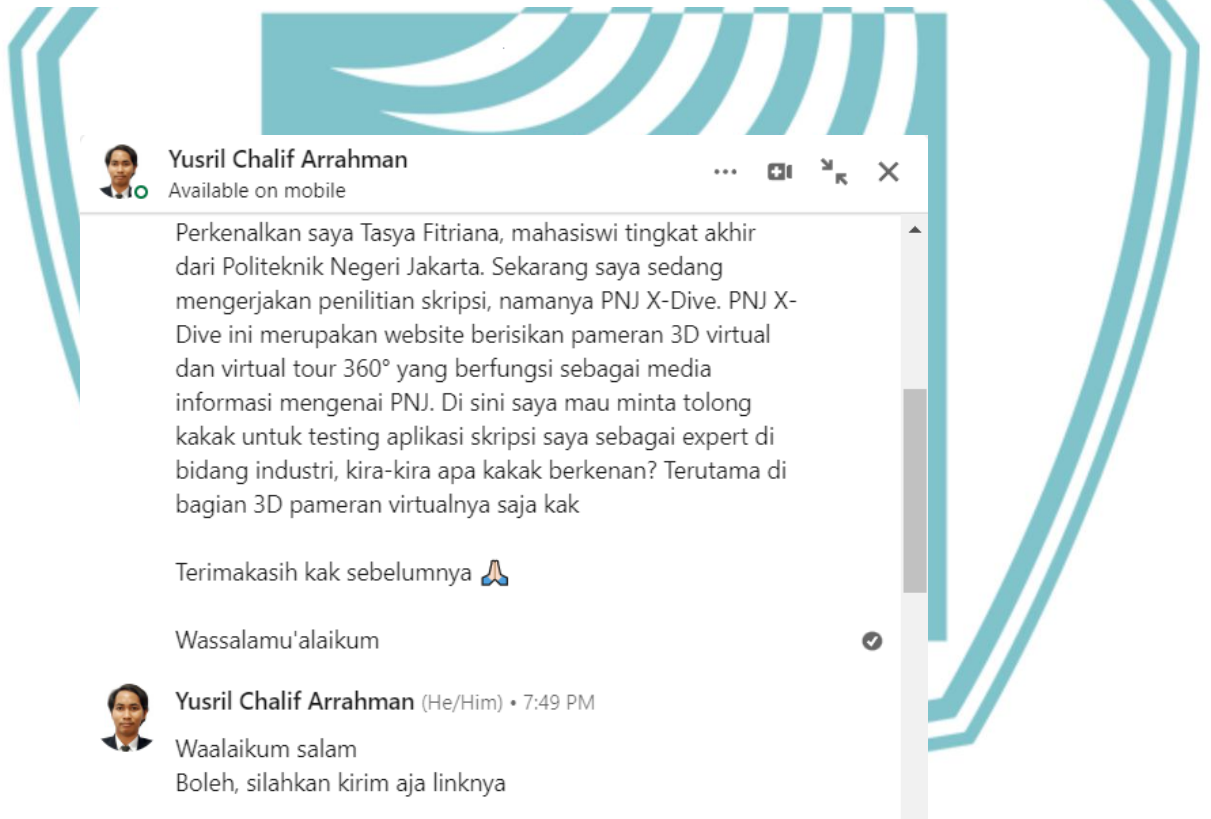 Yusril Chalif Arrahman
Available on mobile
Perkenalkan saya Tasya Fitriana, mahasiswi tingkat akhir
dari Politeknik Negeri Jakarta. Sekarang saya sedang
mengerjakan penilitian skripsi, namanya PNJ X-Dive. PNJ X-
Dive ini merupakan website berisikan pameran 3D virtual
dan virtual tour 360° yang berfungsi sebagai media
informasi mengenai PNJ. Di sini saya mau minta tolong
kakak untuk testing aplikasi skripsi saya sebagai expert di
bidang industri, kira-kira apa kakak berkenan? Terutama di
bagian 3D pameran virtualnya saja kak
Terimakasih kak sebelumnya 🙏🏻
Wassalamu'alaikum
Yusril Chalif Arrahman (He/Him) • 7:49 PM
Waalaikum salam
Boleh, silahkan kirim aja linknya